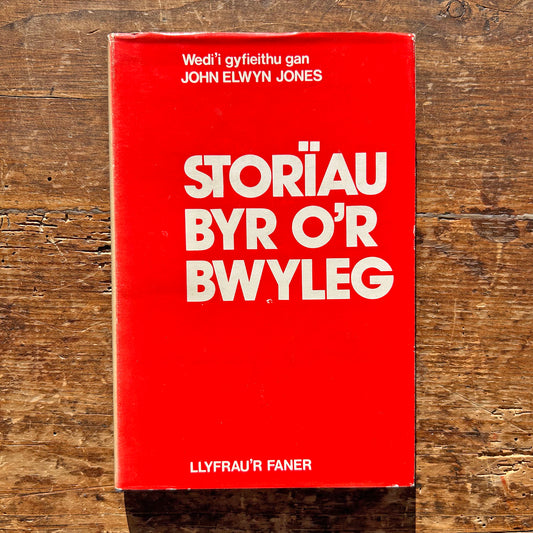 Wedi'i gyfieithu gan
JOHN ELWYN JONES
STORÏAU
BYR O'R
BWYLEG
LLYFRAU'R FANER